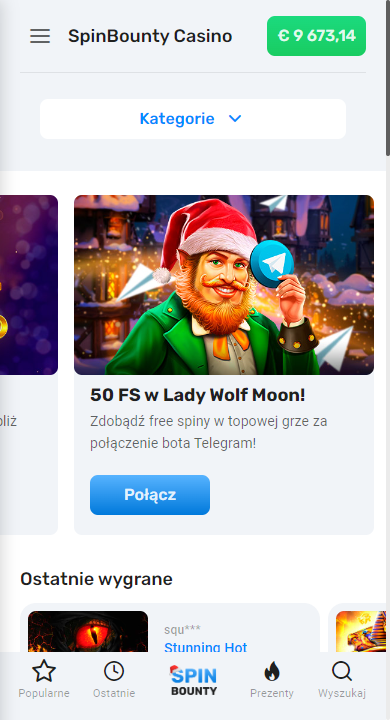 SpinBounty Casino
€ 9 673,14
Kategorie
50 FS w Lady Wolf Moon!
bliż
Zdobądź free spiny w topowej grze za
połączenie bota Telegram!
Połącz
Ostatnie wygrane
squ***
Stunning Hot
SPIN
BOUNTY
Popularne
Ostatnie
Prezenty
Wyszukaj